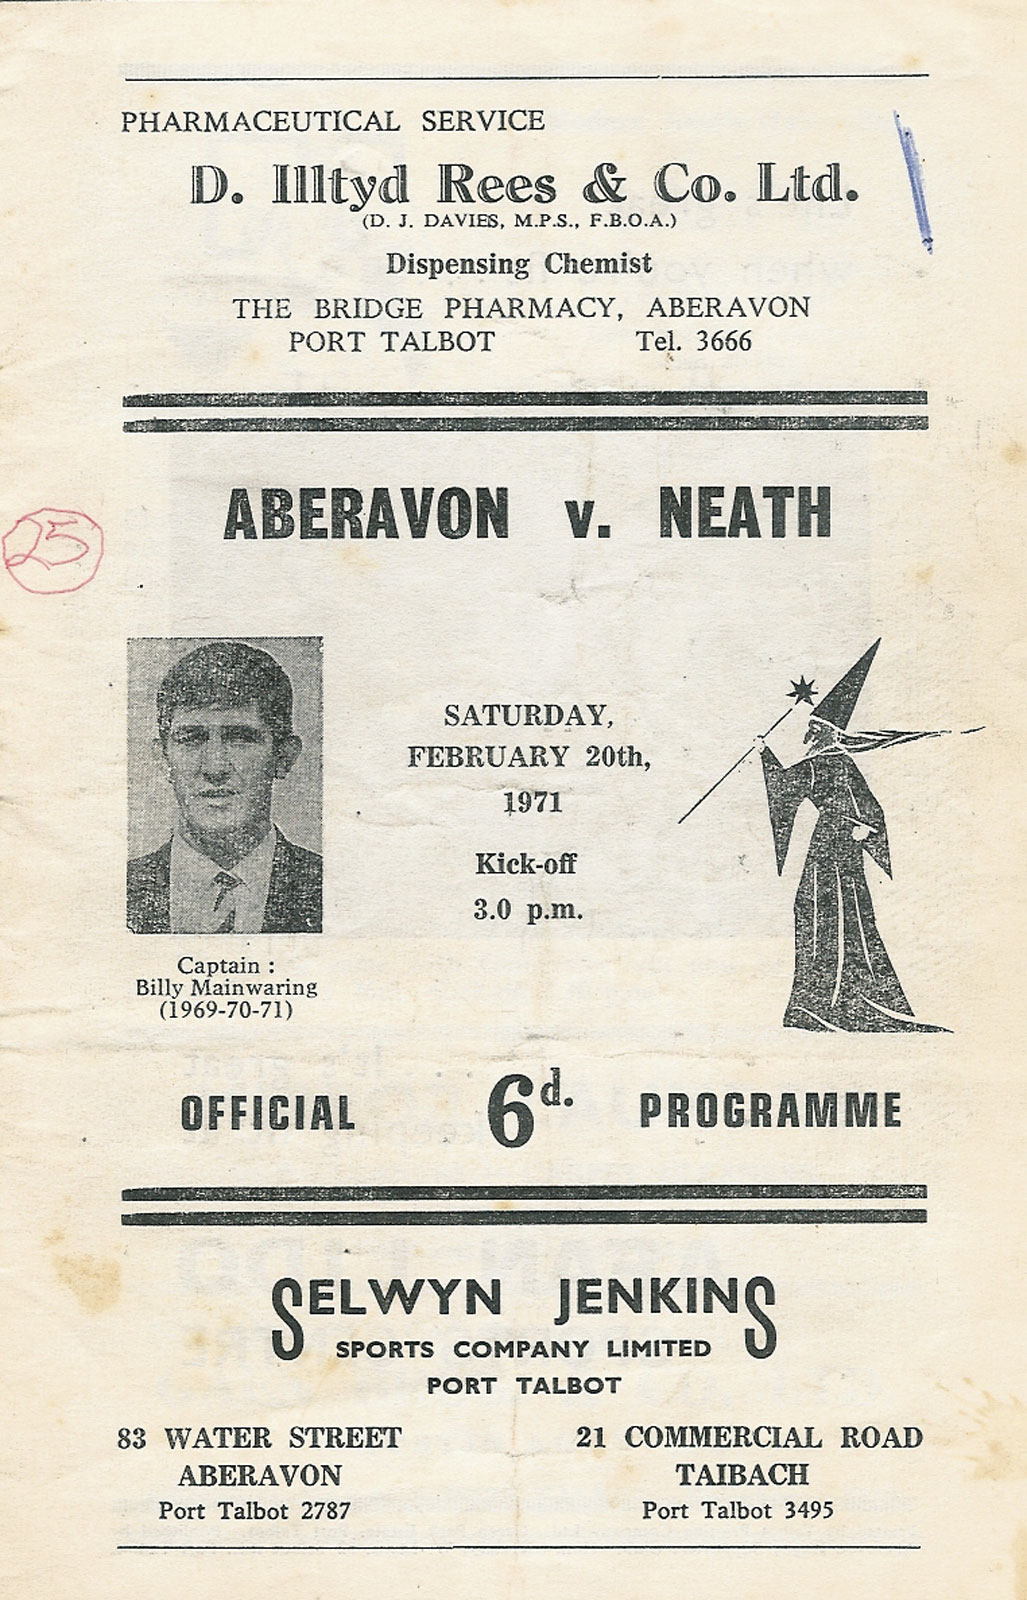 PHARMACEUTICAL SERVICE
D. Illtyd Rees & Co. Ltd.
(D. J. DAVIES, M.P.S., F.B.O.A.)
Dispensing Chemist
THE BRIDGE PHARMACY, ABERAVON
PORT TALBOT Tel. 3666
ABERAVON v. NEATH
25
SATURDAY,
FEBRUARY 20th,
1971
Kick-off
3.0 p.m.
Captain :
Billy Mainwaring
(1969-70-71)
OFFICIAL 6d. PROGRAMME
SELWYN JENKINS
SPORTS COMPANY LIMITED
PORT TALBOT
83 WATER STREET
ABERAVON
Port Talbot 2787
21 COMMERCIAL ROAD
TAIBACH
Port Talbot 3495